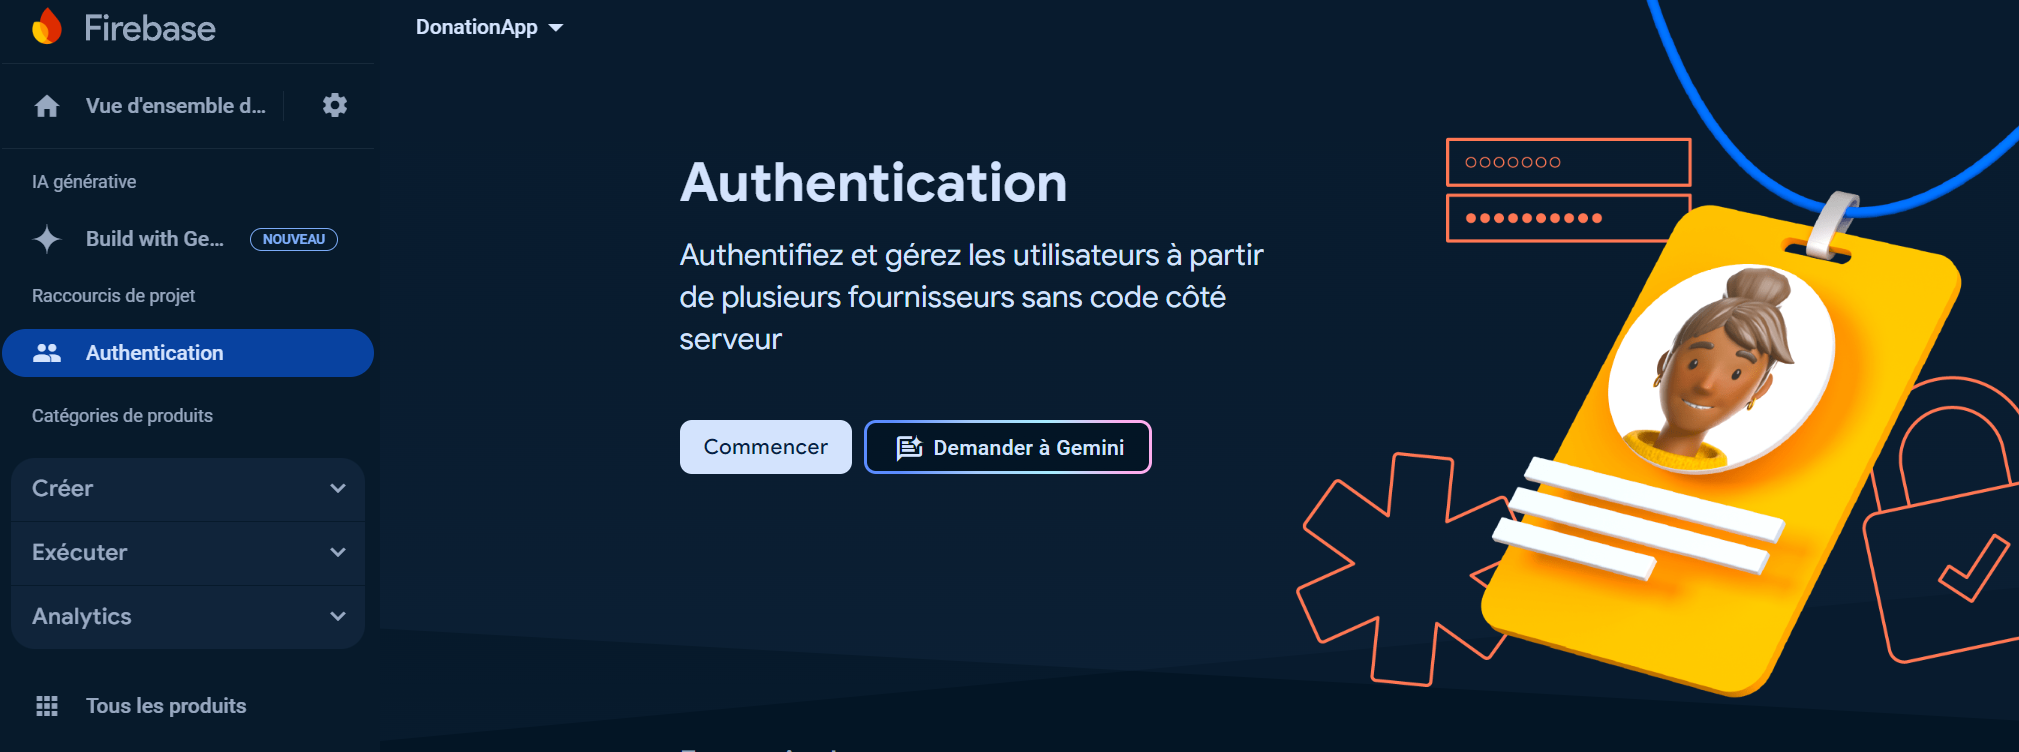 Firebase
DonationApp
Vue d'ensemble d...
IA générative
Build with Ge...
NOUVEAU
Raccourcis de projet
Authentication
Catégories de produits
Créer
Exécuter
Analytics
Tous les produits
Authentication
Authentifiez et gérez les utilisateurs à partir
de plusieurs fournisseurs sans code côté
serveur
Commencer
Demander à Gemini